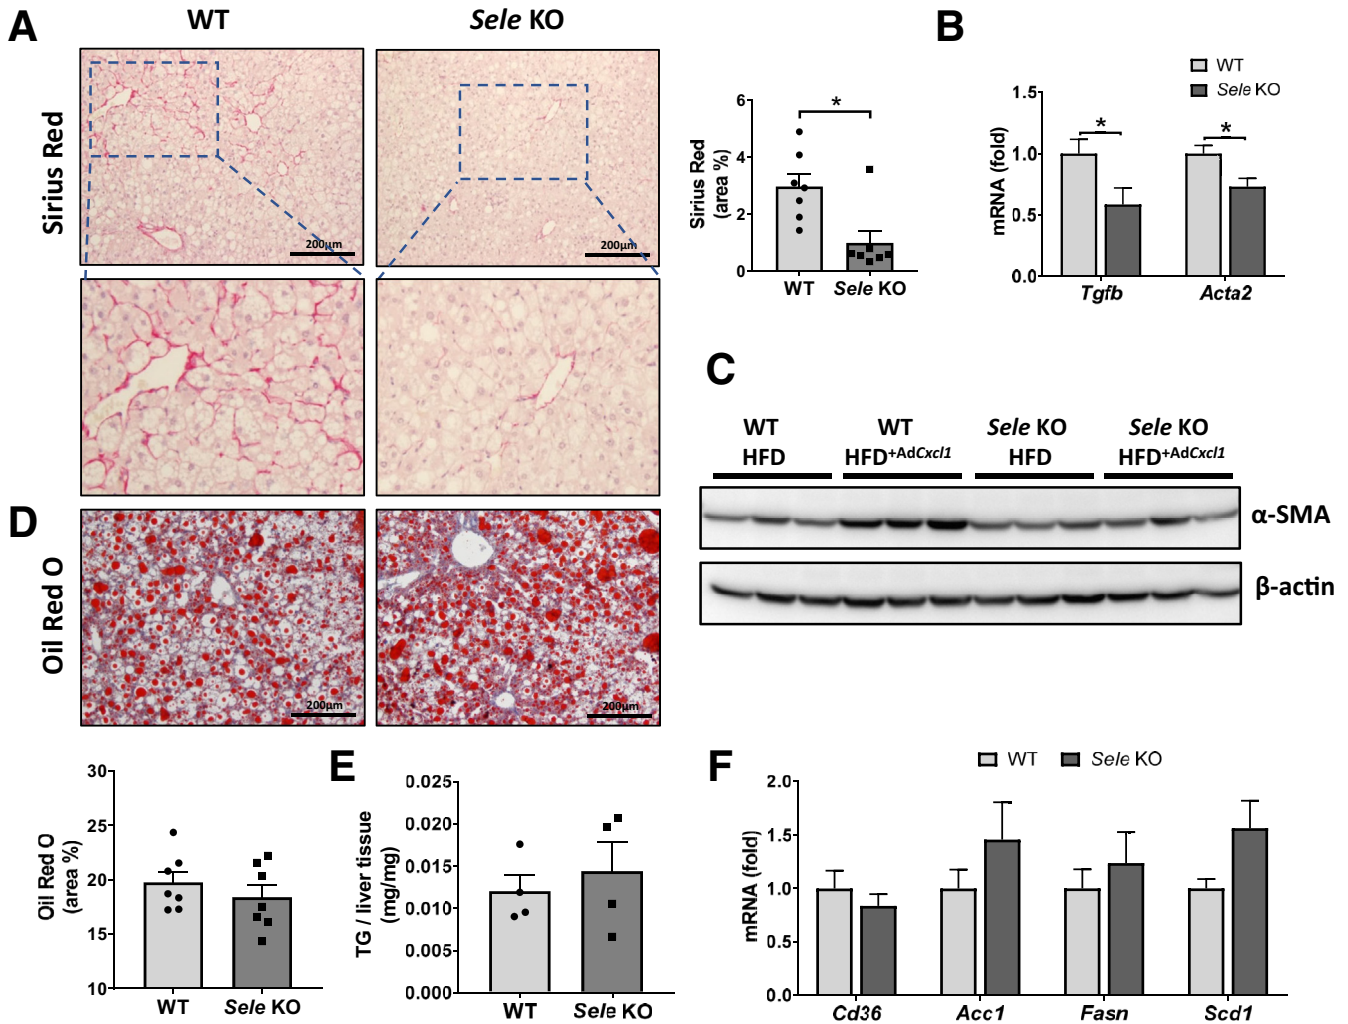 A
WT
Sele KO
Sirius Red
200µm
200µm
6
4
2
0
Sirius Red
(area %)
*
WT
Sele KO
B
WT
Sele KO
1.5
1.0
0.5
0.0
mRNA (fold)
*
*
Tgfb
Acta2
C
WT
HFD
WT
HFD+AdCxcl1
Sele KO
HFD
Sele KO
HFD+AdCxcl1
α-SMA
β-actin
D
Oil Red O
200µm
200µm
30
25
20
15
10
Oil Red O
(area %)
WT
Sele KO
E
0.025
0.020
0.015
0.010
0.005
0.000
TG / liver tissue
(mg/mg)
WT
Sele KO
F
WT
Sele KO
2.0
1.5
1.0
0.5
0.0
mRNA (fold)
Cd36
Acc1
Fasn
Scd1